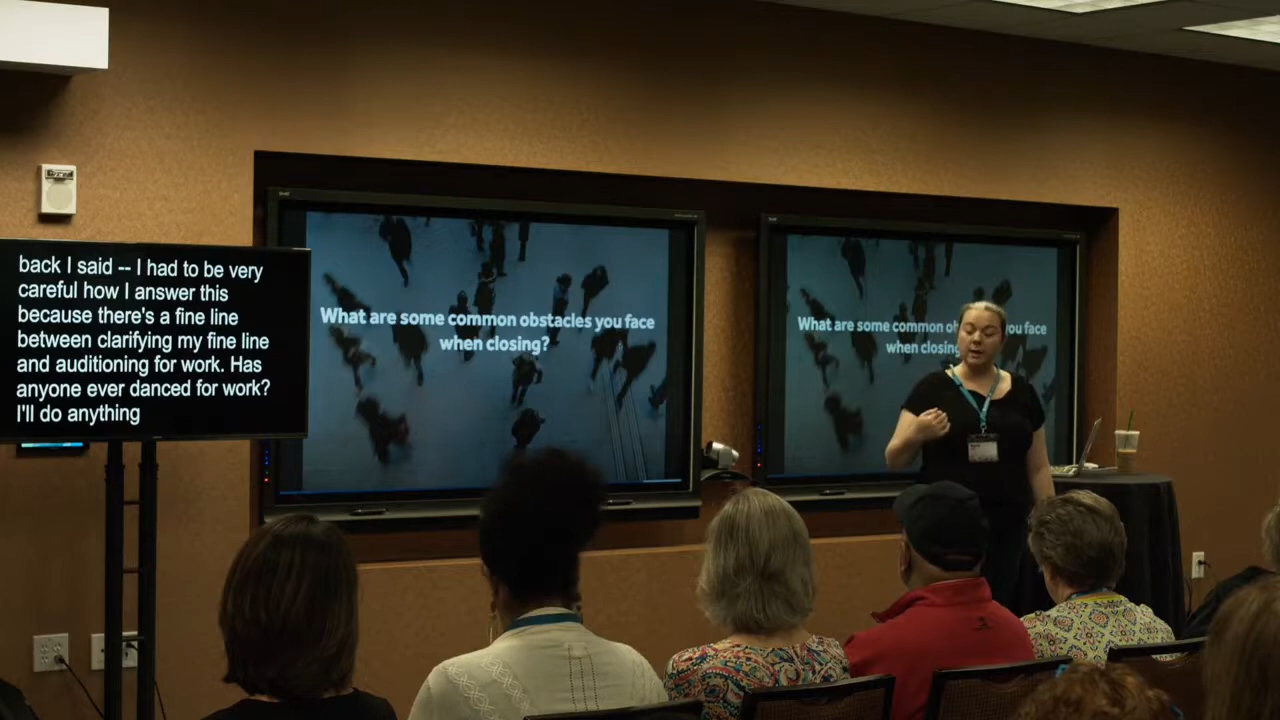 back I said -- I had to be very
careful how I answer this
because there's a fine line
between clarifying my fine line
and auditioning for work. Has
anyone ever danced for work?
I'll do anything
What are some common obstacles you face
when closing?
What are some common ob you face
when closing